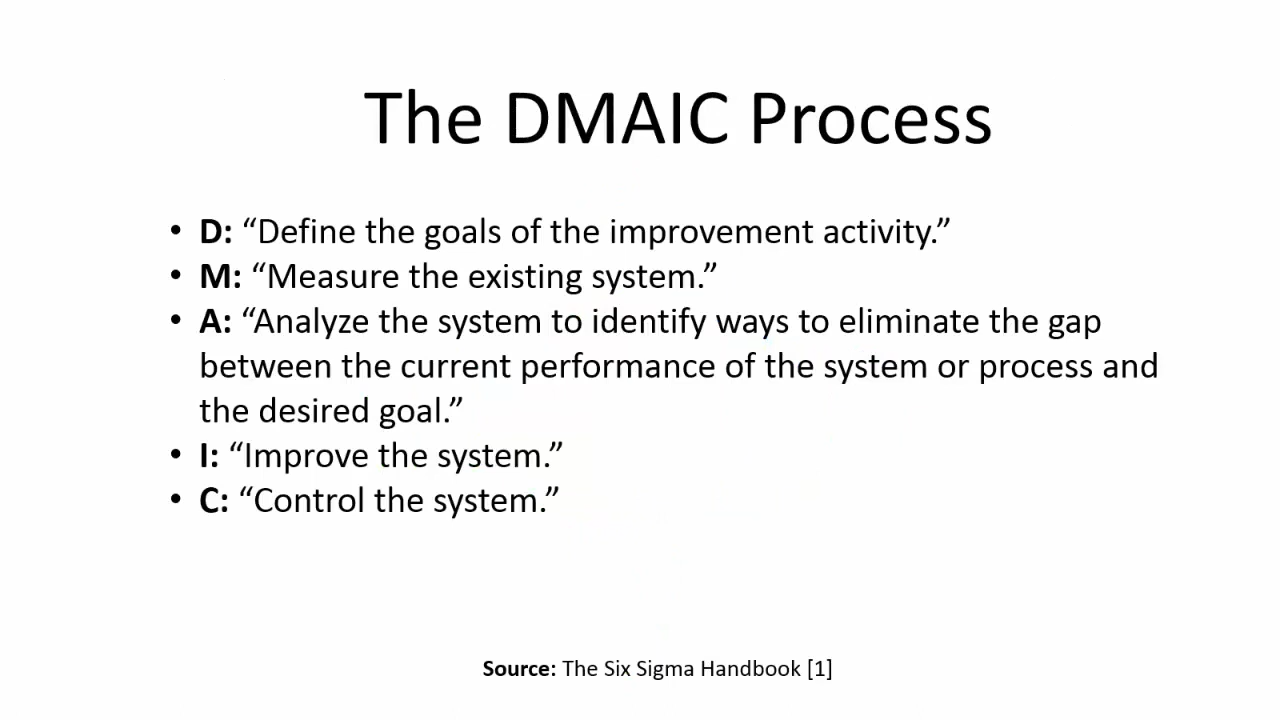 The DMAIC Process
• D: “Define the goals of the improvement activity.”
• M: “Measure the existing system.”
• A: “Analyze the system to identify ways to eliminate the gap
between the current performance of the system or process and
the desired goal.”
• I: “Improve the system.”
• C: “Control the system.”
Source: The Six Sigma Handbook [1]